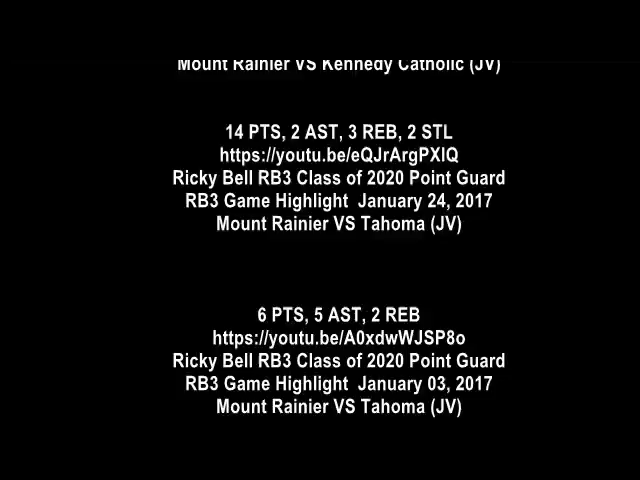 Mount Rainier VS Kennedy Catholic (JV)
14 PTS, 2 AST, 3 REB, 2 STL
https://youtu.be/eQJrArgPXlQ
Ricky Bell RB3 Class of 2020 Point Guard
RB3 Game Highlight  January 24, 2017
Mount Rainier VS Tahoma (JV)
6 PTS, 5 AST, 2 REB
https://youtu.be/A0xdwWJSP8o
Ricky Bell RB3 Class of 2020 Point Guard
RB3 Game Highlight  January 03, 2017
Mount Rainier VS Tahoma (JV)